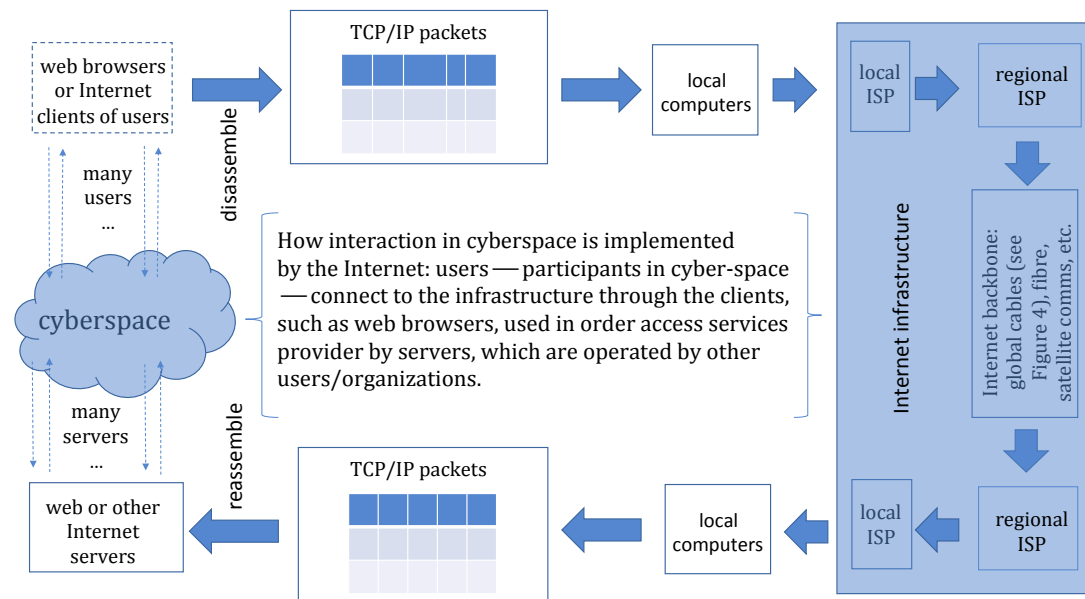 web browsers
or Internet
clients of users
disassemble
TCP/IP packets
local
computers
local
ISP
regional
ISP
many
users
...
cyberspace
How interaction in cyberspace is implemented
by the Internet: users — participants in cyber-space
— connect to the infrastructure through the clients,
such as web browsers, used in order access services
provider by servers, which are operated by other
users/organizations.
Internet infrastructure
Internet backbone:
global cables (see
Figure 4), fibre,
satellite comms, etc.
many
servers
...
web or other
Internet
servers
reassemble
TCP/IP packets
local
computers
local
ISP
regional
ISP